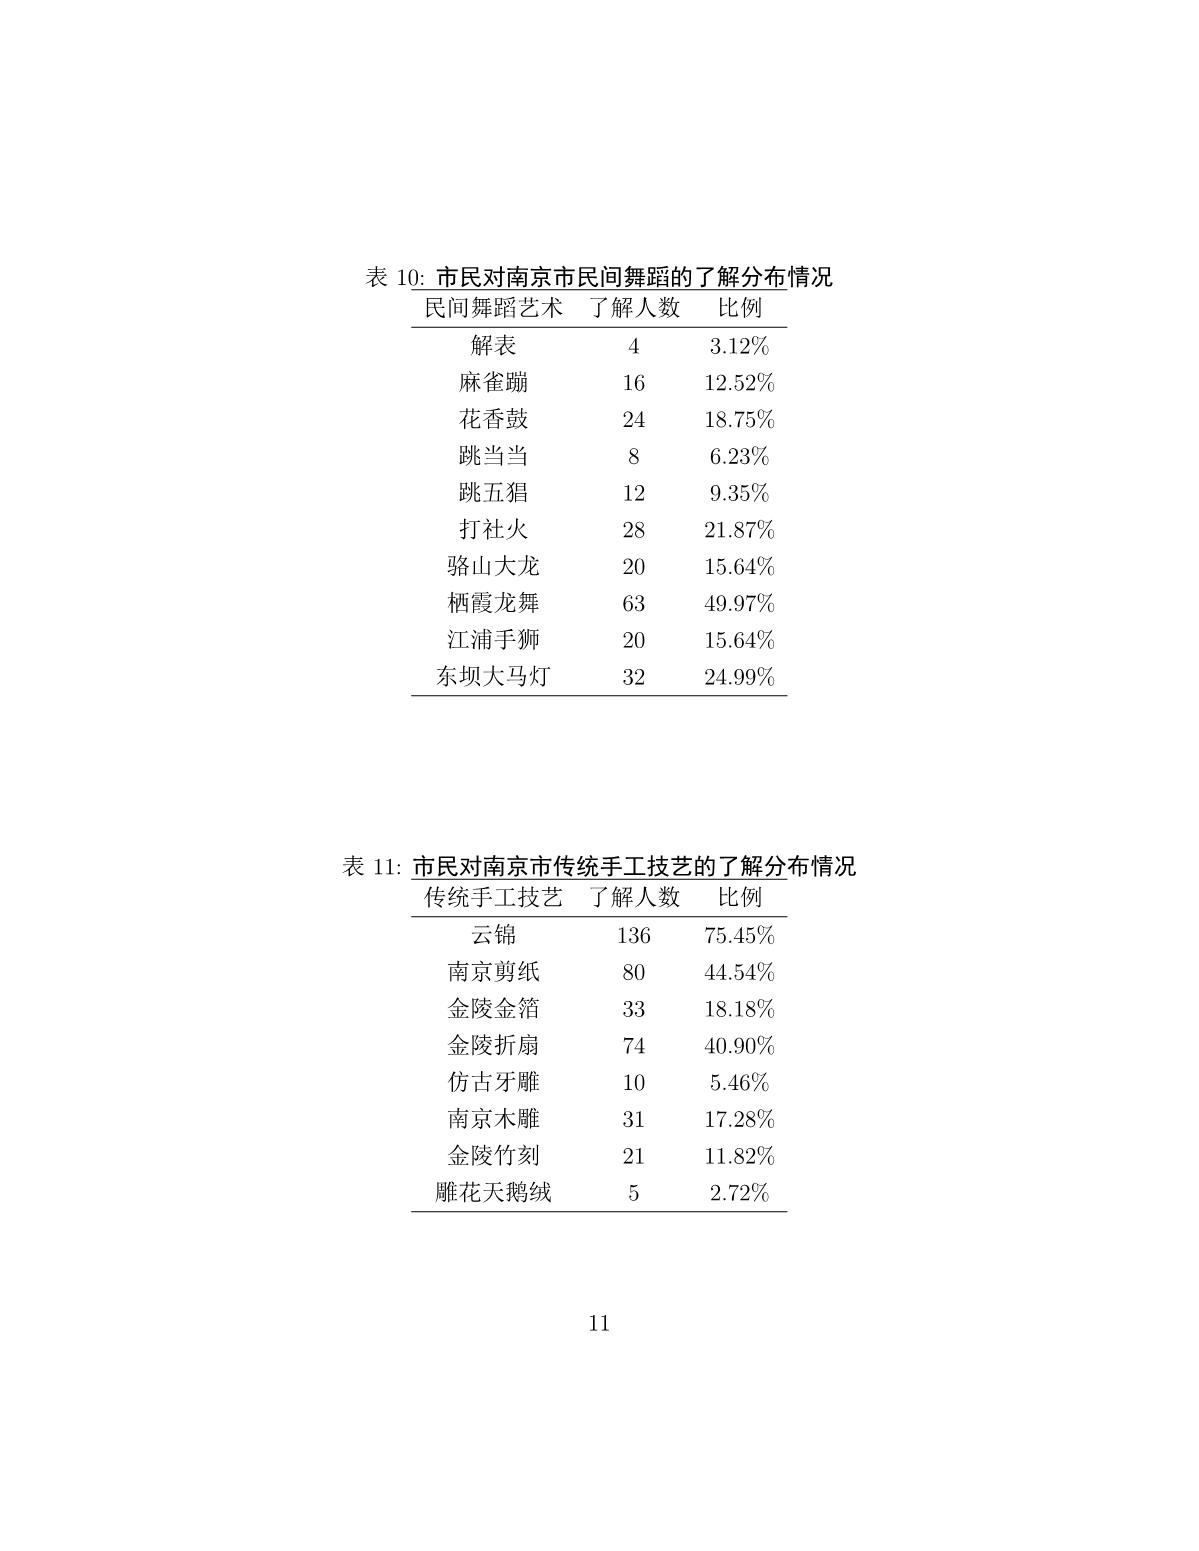 表 10: 市民对南京市民间舞蹈的了解分布情况
民间舞蹈艺术 了解人数 比例
解表 4 3.12%
麻雀蹦 16 12.52%
花香鼓 24 18.75%
跳当当 8 6.23%
跳五猖 12 9.35%
打社火 28 21.87%
骆山大龙 20 15.64%
栖霞龙舞 63 49.97%
江浦手狮 20 15.64%
东坝大马灯 32 24.99%
表 11: 市民对南京市传统手工技艺的了解分布情况
传统手工技艺 了解人数 比例
云锦 136 75.45%
南京剪纸 80 44.54%
金陵金箔 33 18.18%
金陵折扇 74 40.90%
仿古牙雕 10 5.46%
南京木雕 31 17.28%
金陵竹刻 21 11.82%
雕花天鹅绒 5 2.72%
11